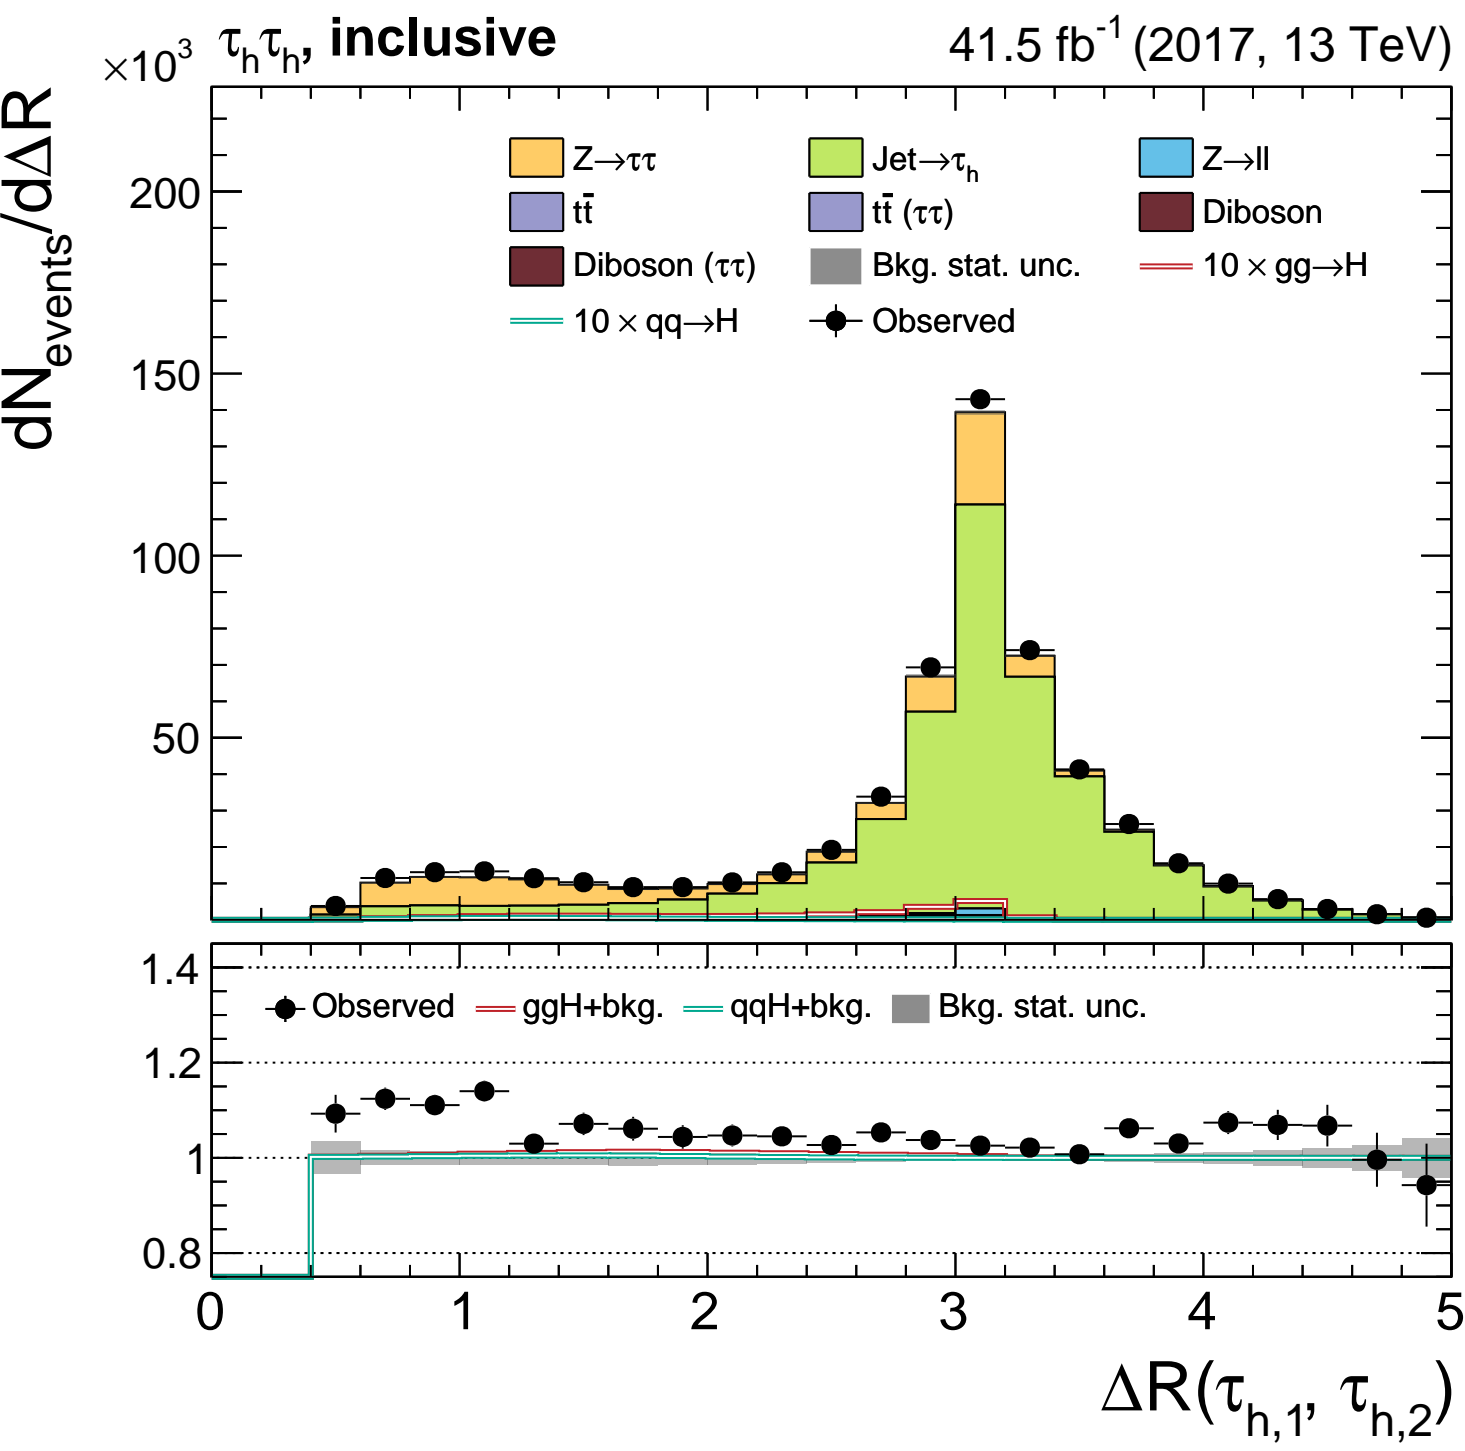 ×10³ τhτh, inclusive 41.5 fb⁻¹ (2017, 13 TeV)
dNevents/dΔR
Z→ττ Jet→τh Z→ll
tt̄ tt̄ (ττ) Diboson
Diboson (ττ) Bkg. stat. unc. 10 × gg→H
10 × qq→H Observed
200
150
100
50
1.4
Observed ggH+bkg. qqH+bkg. Bkg. stat. unc.
1.2
1
0.8
0 1 2 3 4 5
ΔR(τh,1, τh,2)